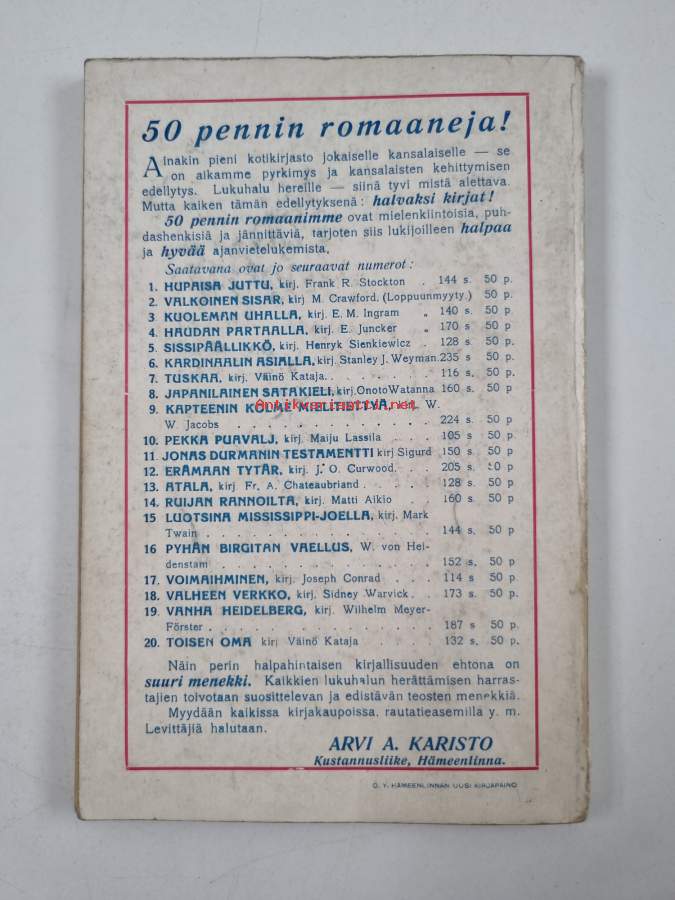 50 pennin romaaneja!
Ainakin pieni kotikirjasto jokaiselle kansalaiselle — se
on aikamme pyrkimys ja kansalaisten kehittymisen
edellytys. Lukuhalu hereille — siinä tyvi mistä alettava.
Mutta kaiken tämän edellytyksenä: halvaksi kirjat!
50 pennin romaanimme ovat mielenkiintoisia, puh-
dashenkisiä ja jännittäviä, tarjoten siis lukijoilleen halpaa
ja hyvää ajanvietelukemista.
Saatavana ovat jo seuraavat numerot:
1. HUPAISA JUTTU, kirj. Frank R. Stockton . 144 s. 50 p.
2. VALKOINEN SISAR, kirj M. Crawford. (Loppuunmyyty.) 50 p.
3. KUOLEMAN UHALLA, kirj. E. M. Ingram „ 140 s. 50 p.
4. HAUDAN PARTAALLA, kirj. E. Juncker „ 170 s 50 p
5. SISSIPÄÄLLIKKÖ, kirj. Henryk Sienkiewicz . 128 s. 50 p.
6. KARDINAALIN ASIALLA, kirj. Stanley J. Weyman. 235 s 50 p.
7. TUSKAA, kirj. Väinö Kataja. . . . . . . 116 s, 50 p.
8. JAPANILAINEN SATAKIELI, kirj. Onoto Watanna 160 s. 50 p.
9. KAPTEENIN KOLME MIELITIETTYÄ, kirj. W.
Antikvariaatti.net
W. Jacobs . . . . . . . . . . . . 224 s. 50 p
10. PEKKA PUAVALJ, kirj. Maiju Lassila . . . . 105 s 50 p
11. JONAS DURMANIN TESTAMENTTI kirj Sigurd 150 s 50 p.
12. ERÄMAAN TYTÄR, kirj. J. O. Curwood. . . 205 s. 50 p
13. ATALA, kirj Fr. A. Chateaubriand . . . . 128 s. 50 p
14. RUIJAN RANNOILTA, kirj. Matti Aikio . . 160 s. 50 p
15 LUOTSINA MISSISSIPPI-JOELLA, kirj. Mark
Twain . . . . . . . . . . . . 144 s, 50 p
16 PYHÄN BIRGITAN VAELLUS, W. von Hei-
denstam . . . . . . . . . . . . 152 s, 50 p
17. VOIMAIHMINEN, kirj. Joseph Conrad . . . 114 s 50 p.
18. VALHEEN VERKKO, kirj. Sidney Warvick. . 173 s. 50 p.
19. VANHA HEIDELBERG, kirj. Wilhelm Meyer-
Förster . . . . . . . . . . . . 187 s 50 p.
20. TOISEN OMA kirj Väinö Kataja . . . . 132 s. 50 p.
Näin perin halpahintaisen kirjallisuuden ehtona on
suuri menekki. Kaikkien lukuhalun herättämisen harras-
tajien toivotaan suosittelevan ja edistävän teosten menekkiä.
Myydään kaikissa kirjakaupoissa, rautatieasemilla y. m.
Levittäjiä halutaan.
ARVI A. KARISTO
Kustannusliike, Hämeenlinna.
O. Y. HÄMEENLINNAN UUSI KIRJAPAINO